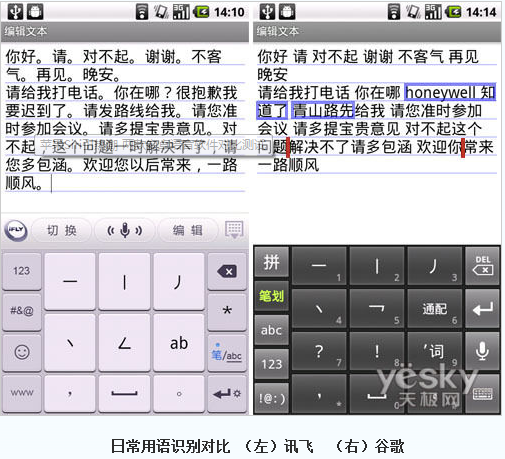 14:10
编辑文本
你好。请。对不起。谢谢。不客
气。再见。晚安。
请给我打电话。你在哪？很抱歉我
要迟到了。请发路线给我。请您准
时参加会议。请多提宝贵意见。对
不起，这个问题一时解决不了，请
您多包涵。欢迎您以后常来，一路
顺风。
iFLY 切换 编辑
123 一 丨 丿
#&@ 丶 ∠ ab *
笔/abc
www ， 。
14:14
编辑文本
你好 请 对不起 谢谢 不客气 再见
晚安
请给我打电话 你在哪 honeywell 知
道了 青山路先给我 请您准时参加
会议 请多提宝贵意见 对不起这个
问题解决不了请多包涵 欢迎你常来
一路顺风
拼 一 1 丨 2 丿 3 DEL
笔划 丶 4 乛 5 通配 6
abc ? 7 ! 8 '词 9
123
!@:) ， * 0 。 #
yesky
天极网
日常用语识别对比 （左）讯飞 （右）谷歌